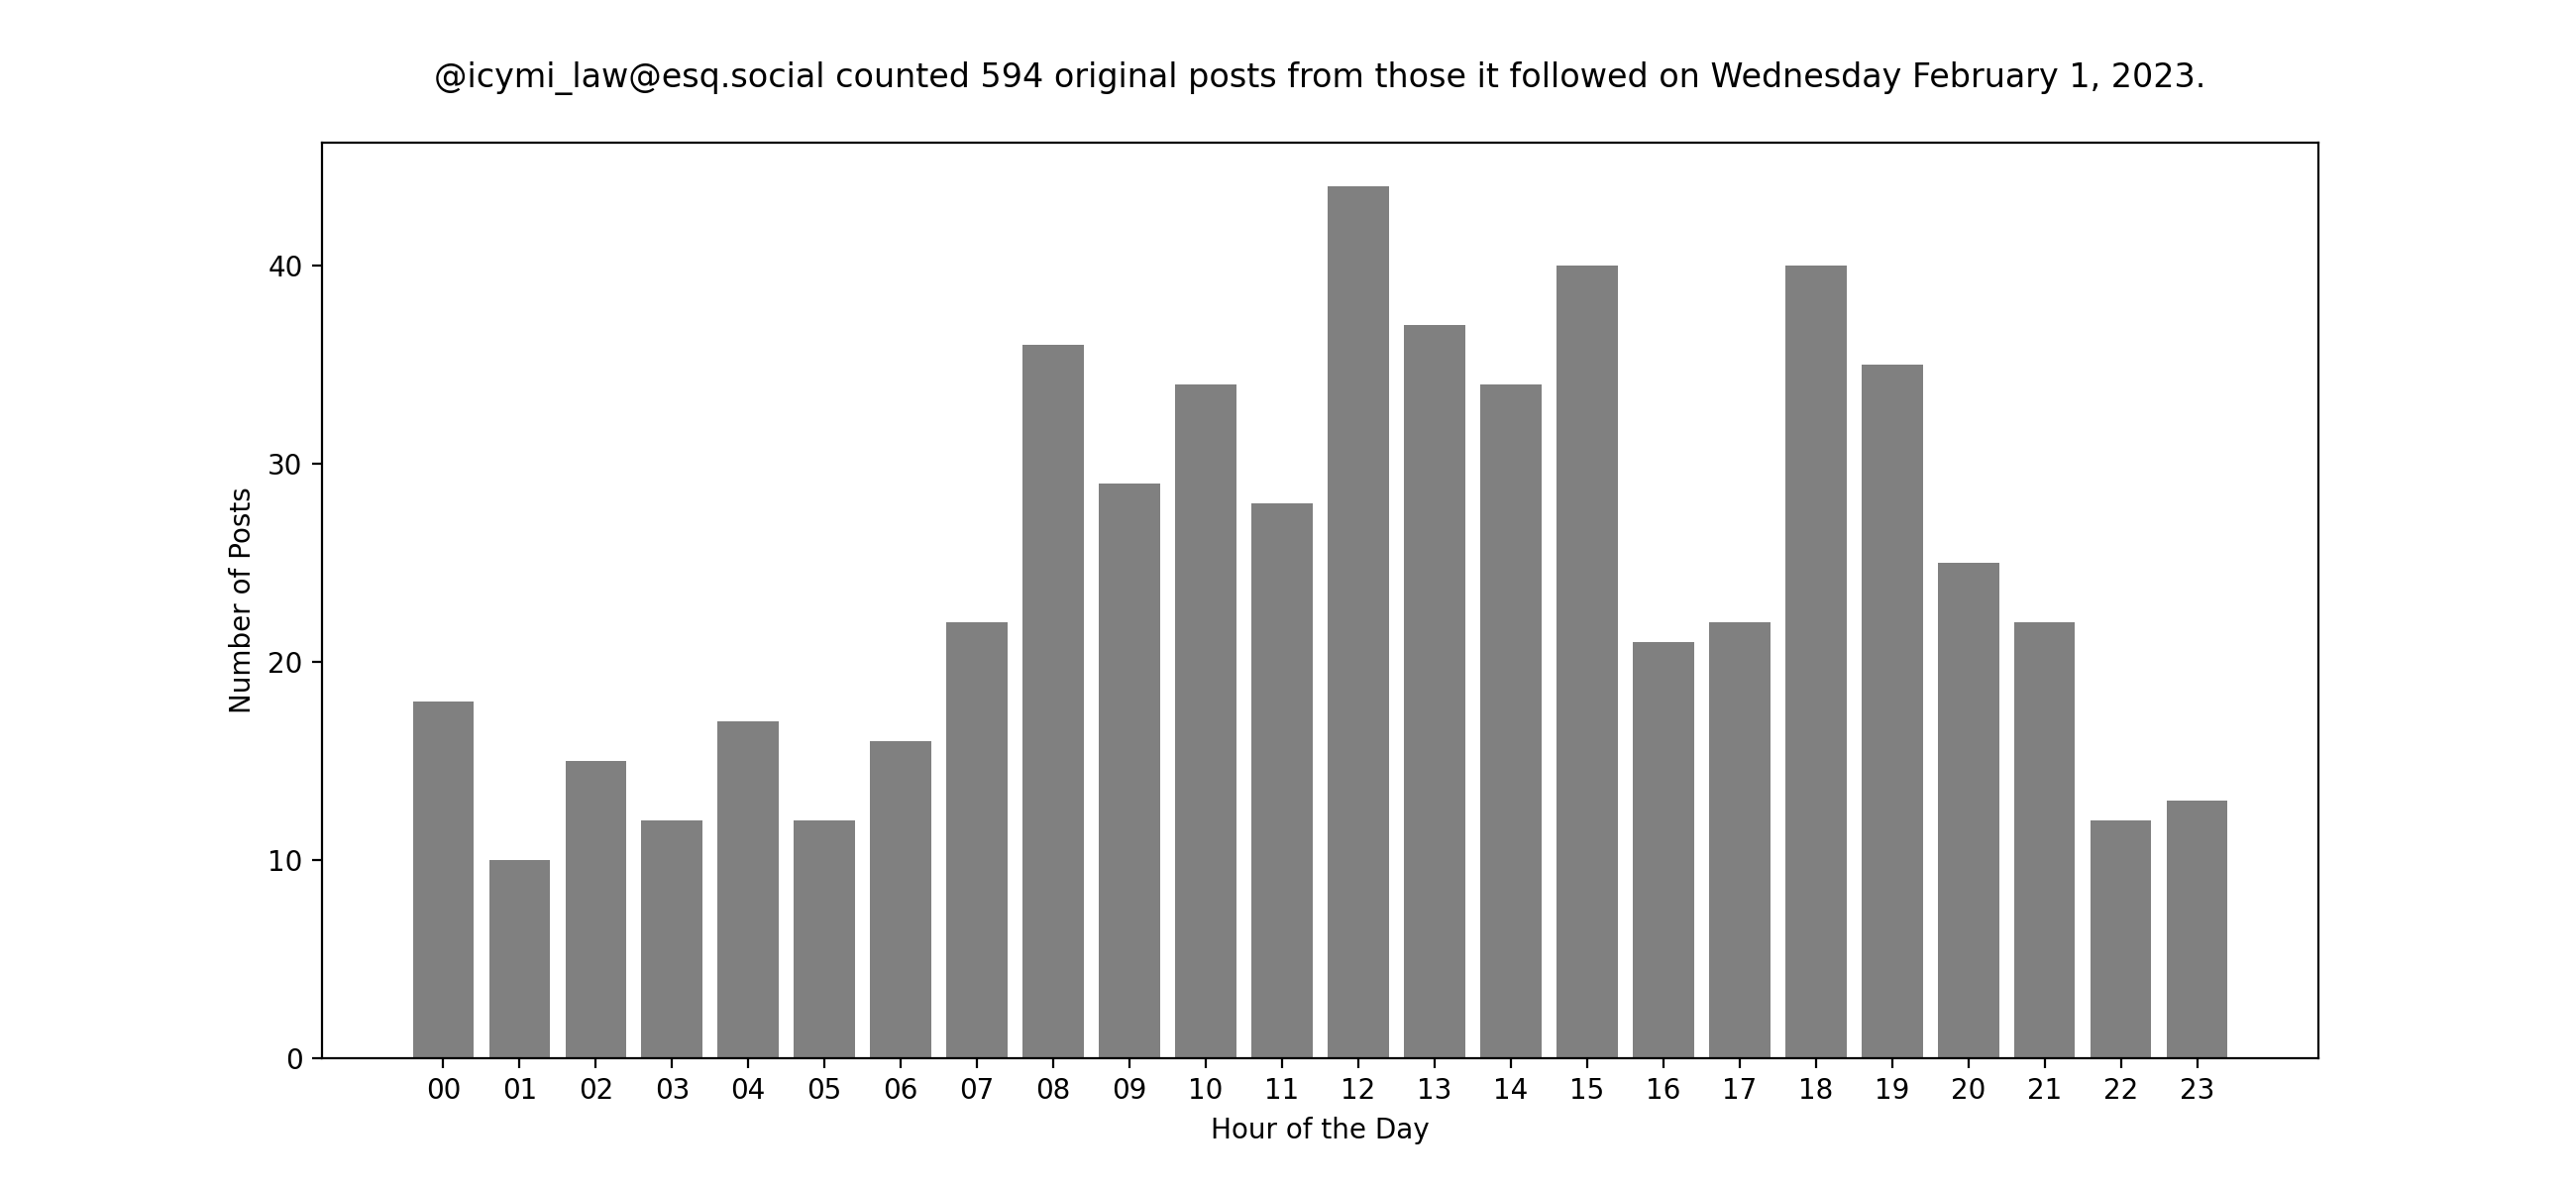 @icymi_law@esq.social counted 594 original posts from those it followed on Wednesday February 1, 2023.
40
30
20
10
0
Number of Posts
00 01 02 03 04 05 06 07 08 09 10 11 12 13 14 15 16 17 18 19 20 21 22 23
Hour of the Day